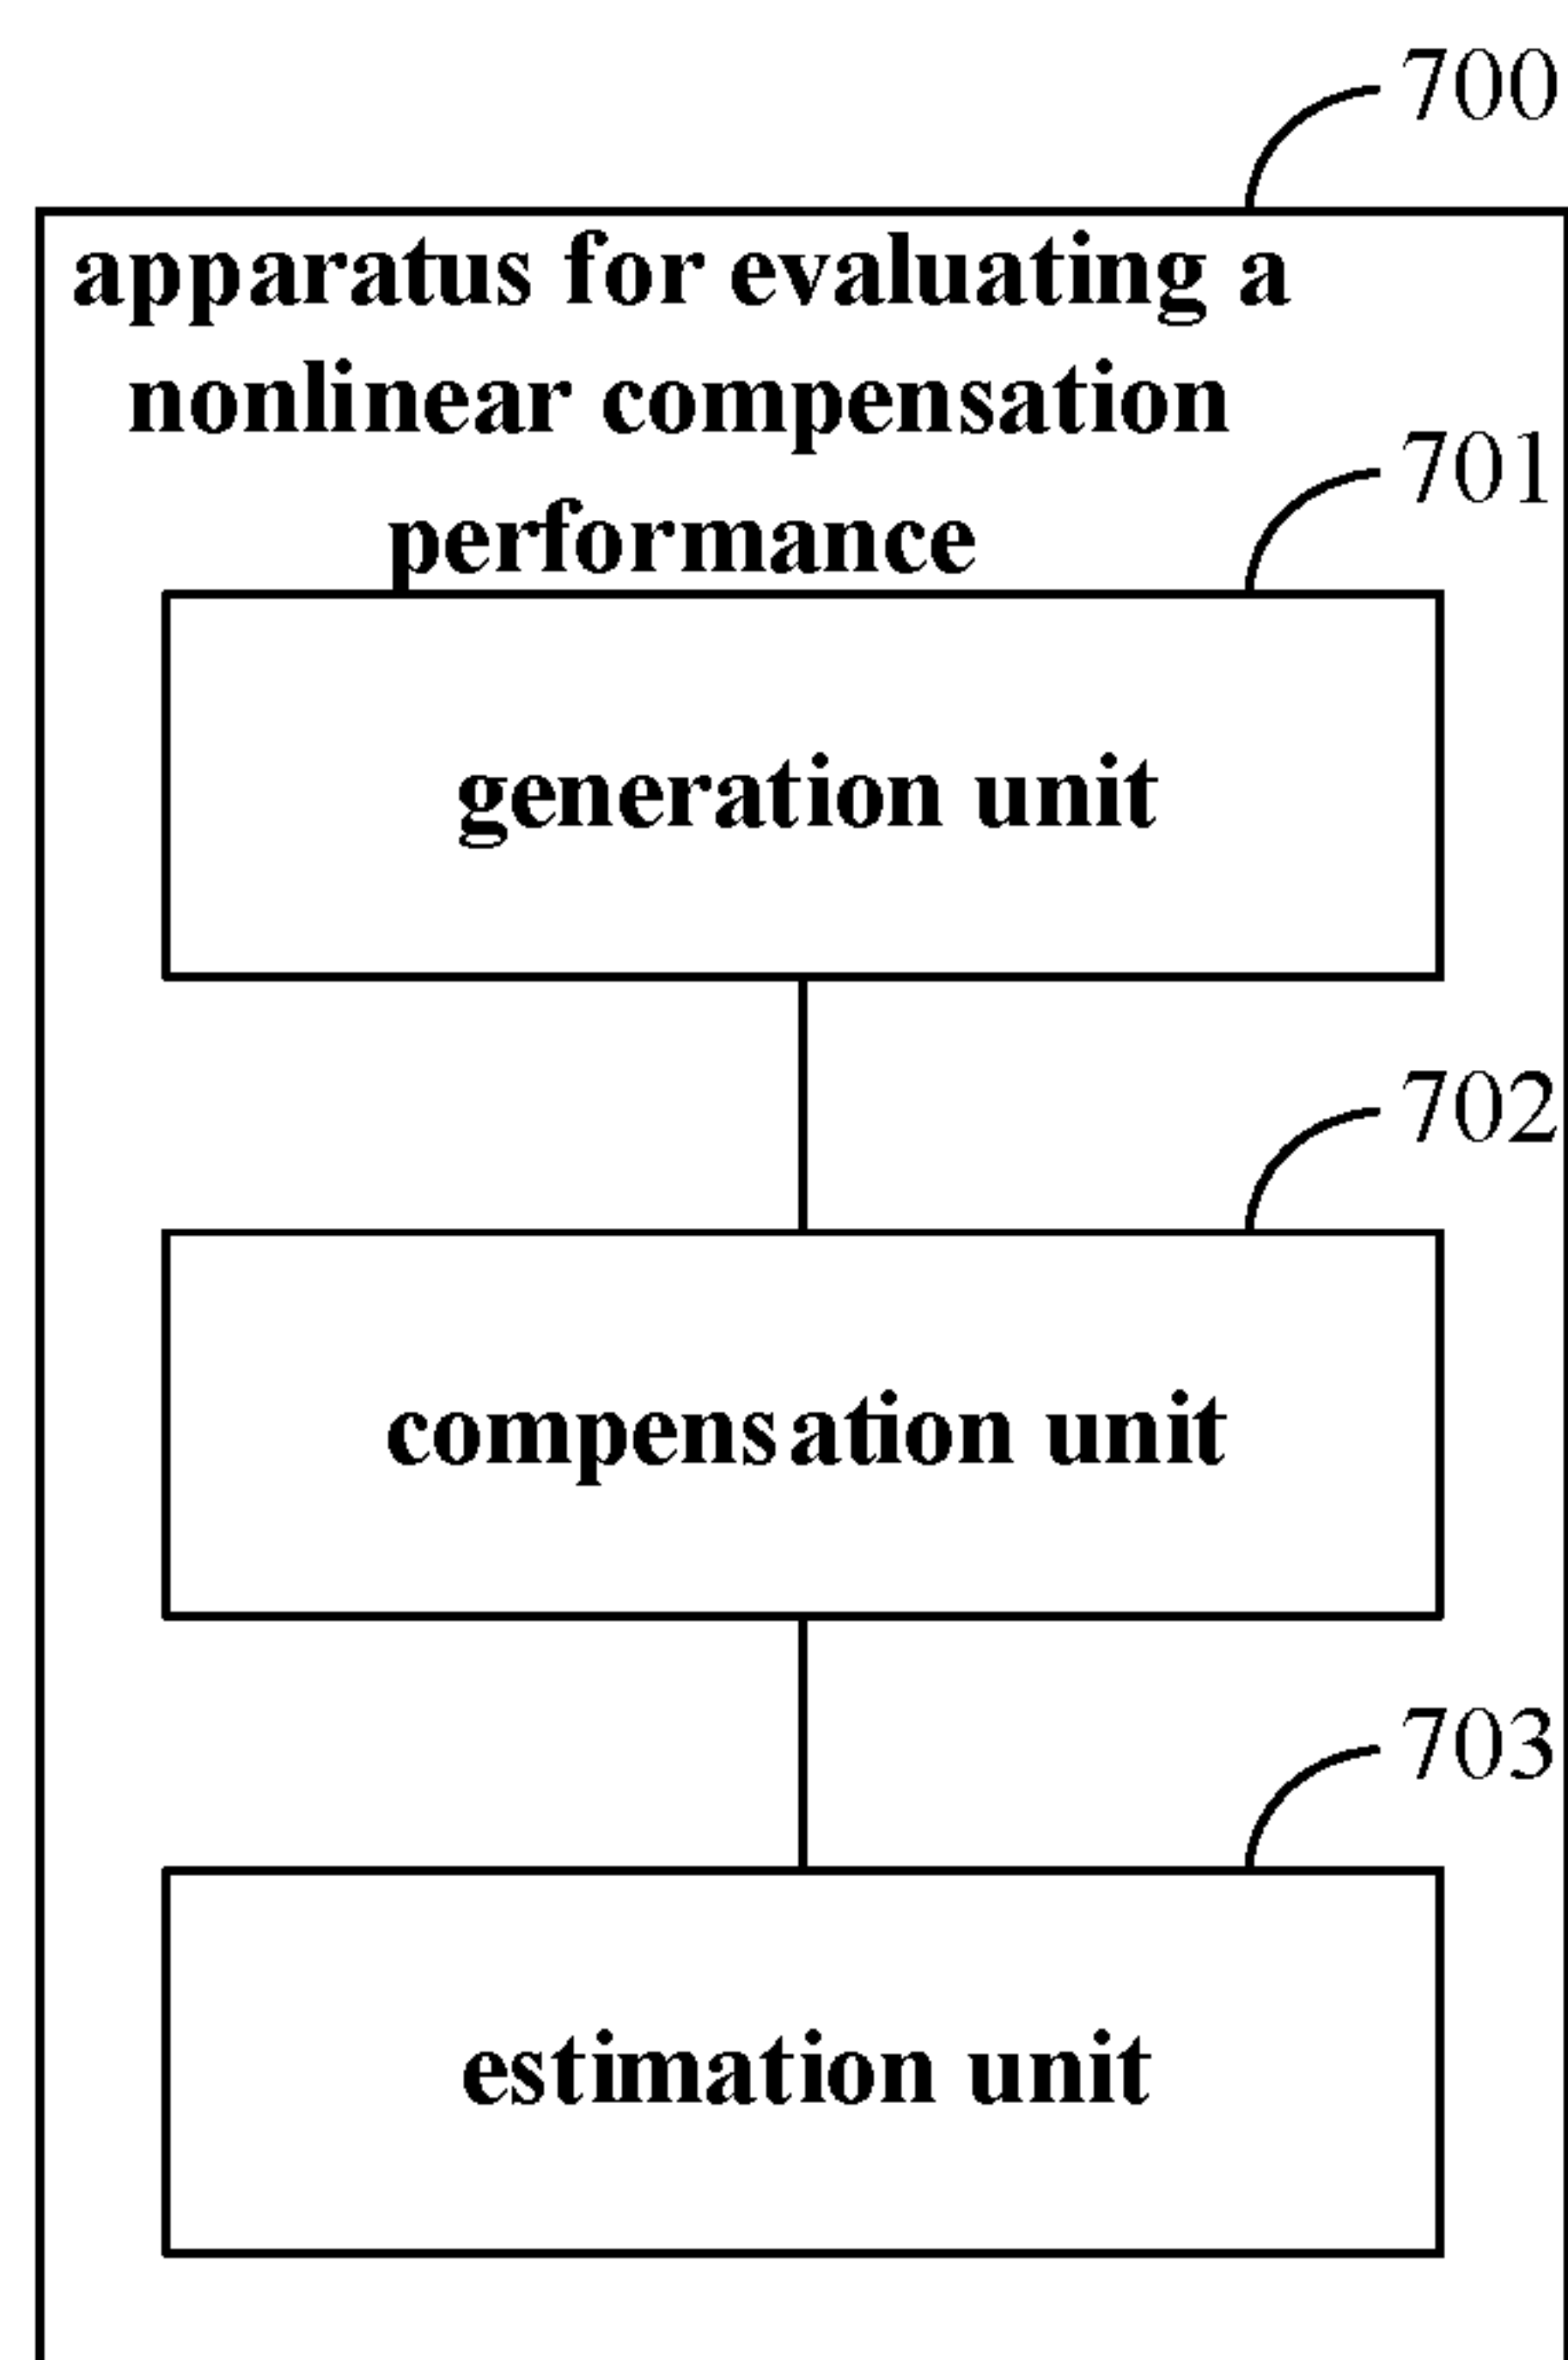 700
apparatus for evaluating a
nonlinear compensation
performance
701
generation unit
702
compensation unit
703
estimation unit